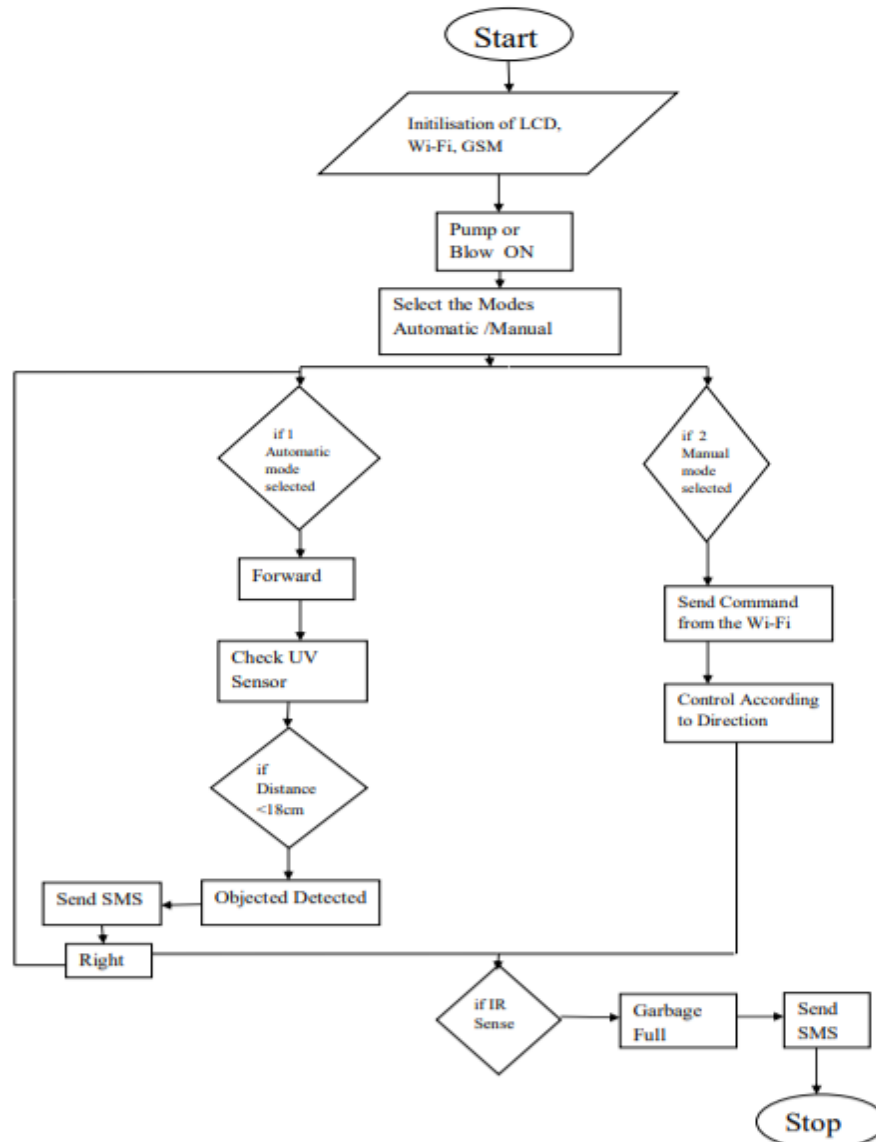 Start
Initilisation of LCD,
Wi-Fi, GSM
Pump or
Blow ON
Select the Modes
Automatic /Manual
if 1
Automatic
mode
selected
if 2
Manual
mode
selected
Forward
Send Command
from the Wi-Fi
Check UV
Sensor
Control According
to Direction
if
Distance
<18cm
Send SMS
Objected Detected
Right
if IR
Sense
Garbage
Full
Send
SMS
Stop